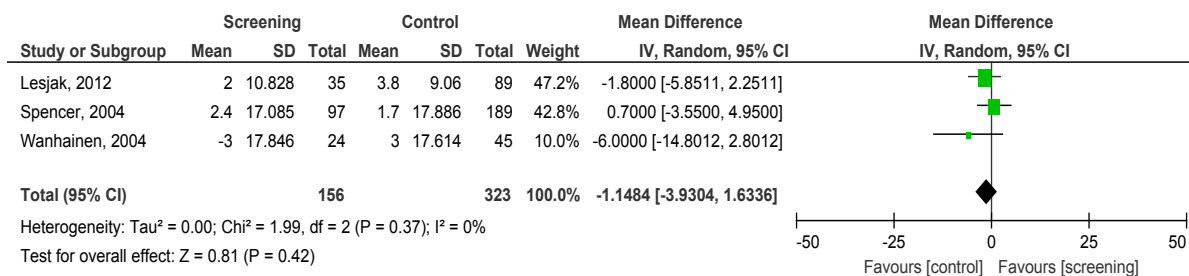 Screening Control Mean Difference Mean Difference
Study or Subgroup Mean SD Total Mean SD Total Weight IV, Random, 95% CI IV, Random, 95% CI
Lesjak, 2012 2 10.828 35 3.8 9.06 89 47.2% -1.8000 [-5.8511, 2.2511]
Spencer, 2004 2.4 17.085 97 1.7 17.886 189 42.8% 0.7000 [-3.5500, 4.9500]
Wanhainen, 2004 -3 17.846 24 3 17.614 45 10.0% -6.0000 [-14.8012, 2.8012]
Total (95% CI) 156 323 100.0% -1.1484 [-3.9304, 1.6336]
Heterogeneity: Tau² = 0.00; Chi² = 1.99, df = 2 (P = 0.37); I² = 0%
Test for overall effect: Z = 0.81 (P = 0.42)
-50 -25 0 25 50
Favours [control] Favours [screening]